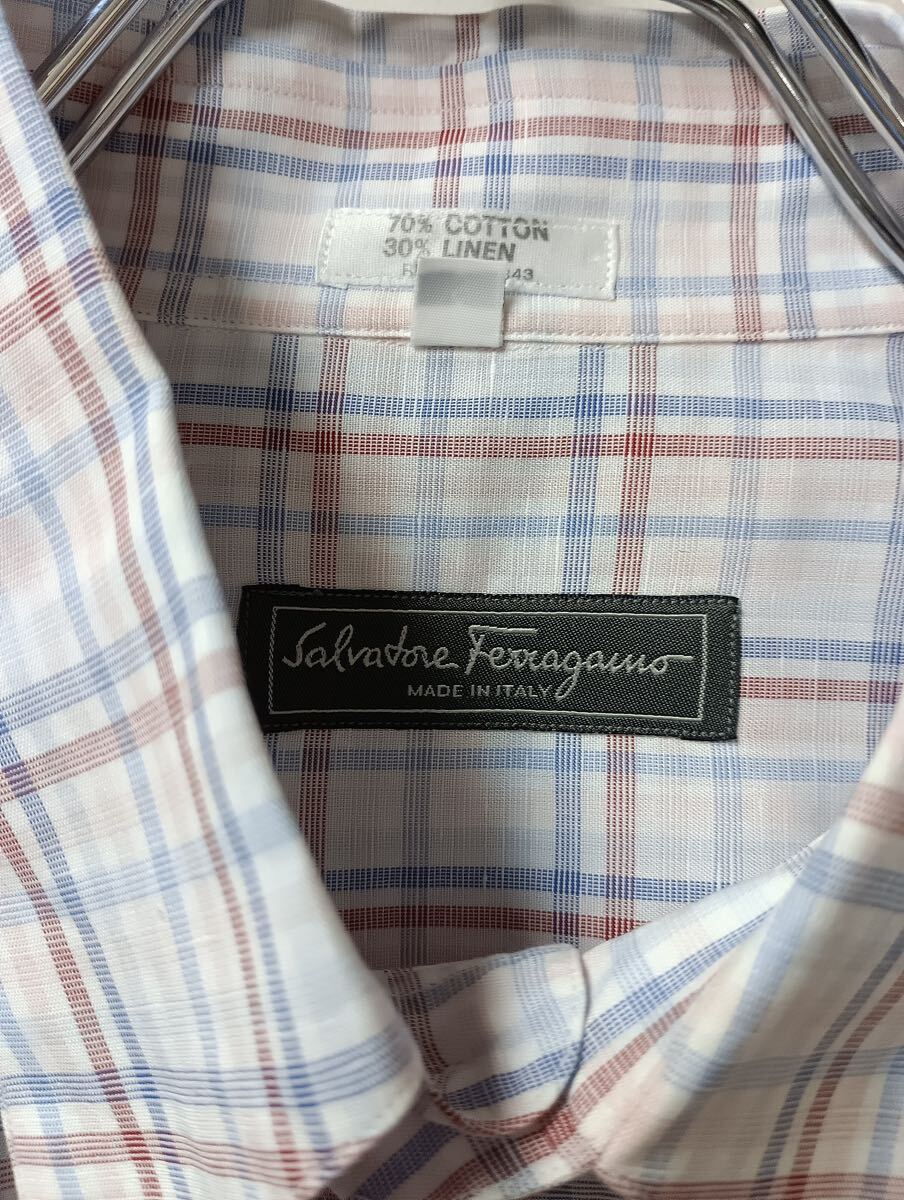 70% COTTON
30% LINEN
Salvatore Ferragamo
MADE IN ITALY